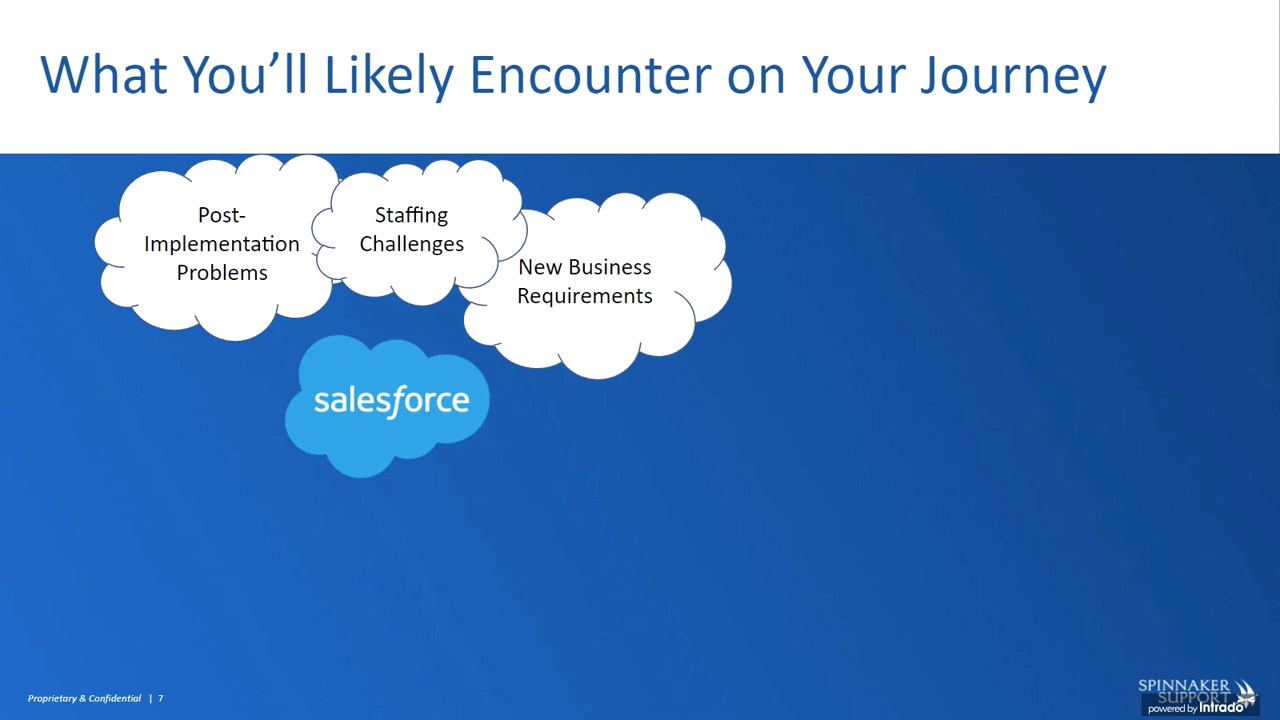 What You’ll Likely Encounter on Your Journey
Post-
Implementation
Problems
Staffing
Challenges
New Business
Requirements
salesforce
Proprietary & Confidential | 7
SPINNAKER
SUPPORT
powered by Intrado